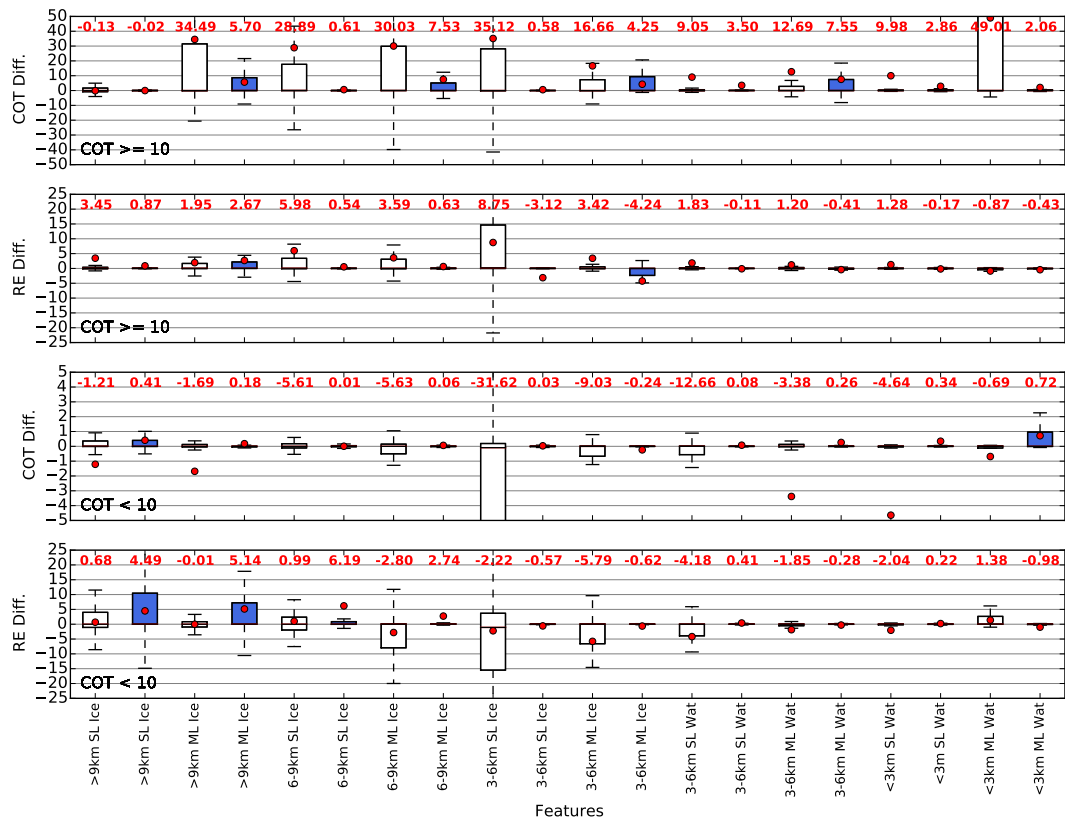 50 -0.13 -0.02 34.49 5.70 28.89 0.61 30.03 7.53 35.12 0.58 16.66 4.25 9.05 3.50 12.69 7.55 9.98 2.86 49.01 2.06
40
30
20
10
0
−10
−20
−30
−40
−50
COT Diff.
COT >= 10
25
20 3.45 0.87 1.95 2.67 5.98 0.54 3.59 0.63 8.75 -3.12 3.42 -4.24 1.83 -0.11 1.20 -0.41 1.28 -0.17 -0.87 -0.43
15
10
5
0
−5
−10
−15
−20
−25
RE Diff.
COT >= 10
5
4 -1.21 0.41 -1.69 0.18 -5.61 0.01 -5.63 0.06 -31.62 0.03 -9.03 -0.24 -12.66 0.08 -3.38 0.26 -4.64 0.34 -0.69 0.72
3
2
1
0
−1
−2
−3
−4
−5
COT Diff.
COT < 10
25
20 0.68 4.49 -0.01 5.14 0.99 6.19 -2.80 2.74 -2.22 -0.57 -5.79 -0.62 -4.18 0.41 -1.85 -0.28 -2.04 0.22 1.38 -0.98
15
10
5
0
−5
−10
−15
−20
−25
RE Diff.
COT < 10
>9km SL Ice
>9km SL Ice
>9km ML Ice
>9km ML Ice
6-9km SL Ice
6-9km SL Ice
6-9km ML Ice
6-9km ML Ice
3-6km SL Ice
3-6km SL Ice
3-6km ML Ice
3-6km ML Ice
3-6km SL Wat
3-6km SL Wat
3-6km ML Wat
3-6km ML Wat
<3km SL Wat
<3m SL Wat
<3km ML Wat
<3km ML Wat
Features